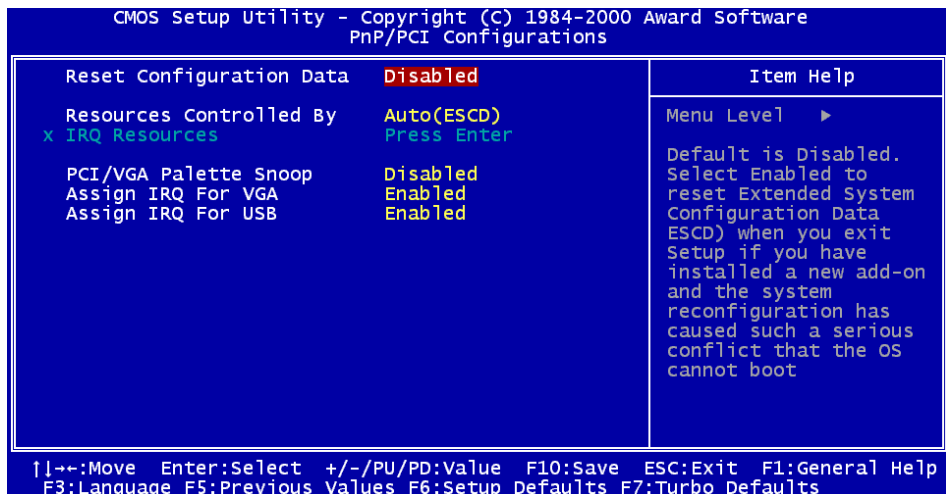 CMOS Setup Utility - Copyright (C) 1984-2000 Award Software
PnP/PCI Configurations
Reset Configuration Data Disabled
Resources Controlled By Auto(ESCD)
x IRQ Resources Press Enter
PCI/VGA Palette Snoop Disabled
Assign IRQ For VGA Enabled
Assign IRQ For USB Enabled
Item Help
Menu Level ►
Default is Disabled.
Select Enabled to
reset Extended System
Configuration Data
ESCD) when you exit
Setup if you have
installed a new add-on
and the system
reconfiguration has
caused such a serious
conflict that the OS
cannot boot
↑↓→←:Move Enter:Select +/-/PU/PD:Value F10:Save ESC:Exit F1:General Help
F3:Language F5:Previous Values F6:Setup Defaults F7:Turbo Defaults